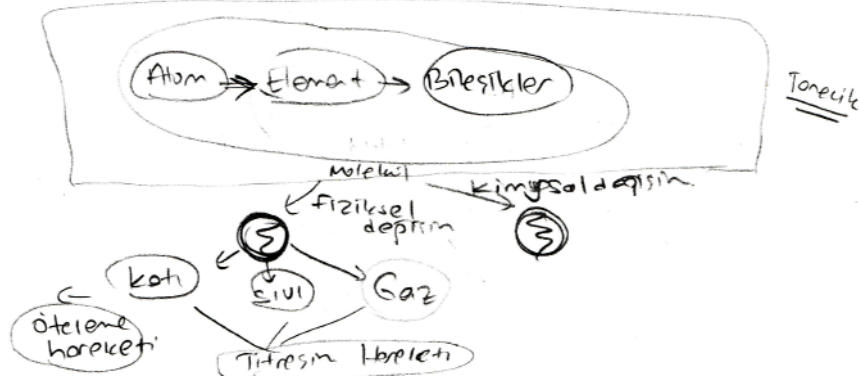 Atom
Element
Bileşikler
Tanecik
Molekül
Kimyasal değişim
fiziksel
değişim
katı
sıvı
Gaz
Öteleme
hareketi
Titreşim Hareketi